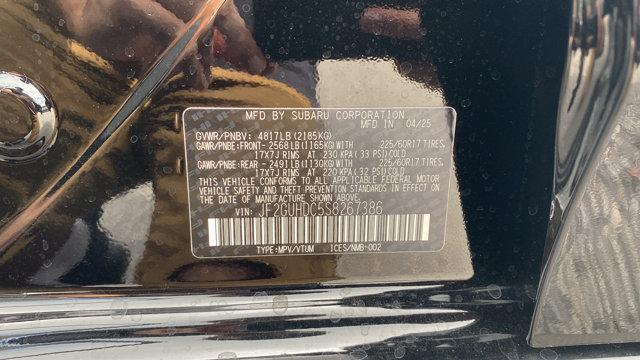 MFD BY SUBARU CORPORATION
MFD IN 04/25
GVWR/PNBV: 4817LB (2185KG)
GAWR/PNBE:FRONT- 2568LB (1165KG) WITH 225/60R17 TIRES,
17X7J RIMS AT 230 KPA (33 PSI) COLD
GAWR/PNBE:REAR - 2491LB (1130KG) WITH 225/60R17 TIRES,
17X7J RIMS AT 220 KPA (32 PSI) COLD
THIS VEHICLE CONFORMS TO ALL APPLICABLE FEDERAL MOTOR
VEHICLE SAFETY AND THEFT PREVENTION STANDARDS IN EFFECT ON
THE DATE OF MANUFACTURE SHOWN ABOVE.
VIN: JF2GUHDC5S8267386
TYPE:MPV/VTUM ICES/NMB-002